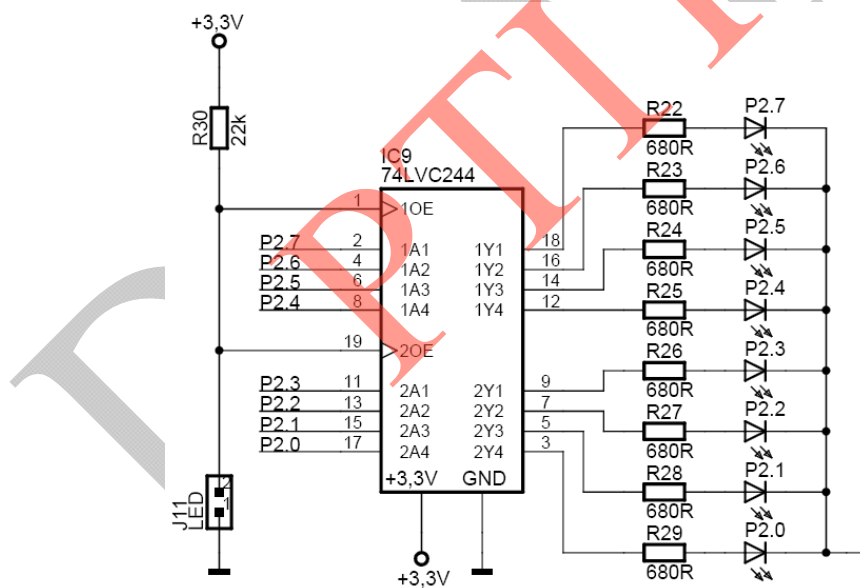 +3,3V
R30
22k
IC9
74LVC244
1
1OE
P2.7
2
1A1
1Y1
18
P2.6
4
1A2
1Y2
16
P2.5
6
1A3
1Y3
14
P2.4
8
1A4
1Y4
12
19
2OE
P2.3
11
2A1
2Y1
9
P2.2
13
2A2
2Y2
7
P2.1
15
2A3
2Y3
5
P2.0
17
2A4
2Y4
3
+3,3V
GND
+3,3V
J11
LED
2
1
R22
680R
P2.7
R23
680R
P2.6
R24
680R
P2.5
R25
680R
P2.4
R26
680R
P2.3
R27
680R
P2.2
R28
680R
P2.1
R29
680R
P2.0